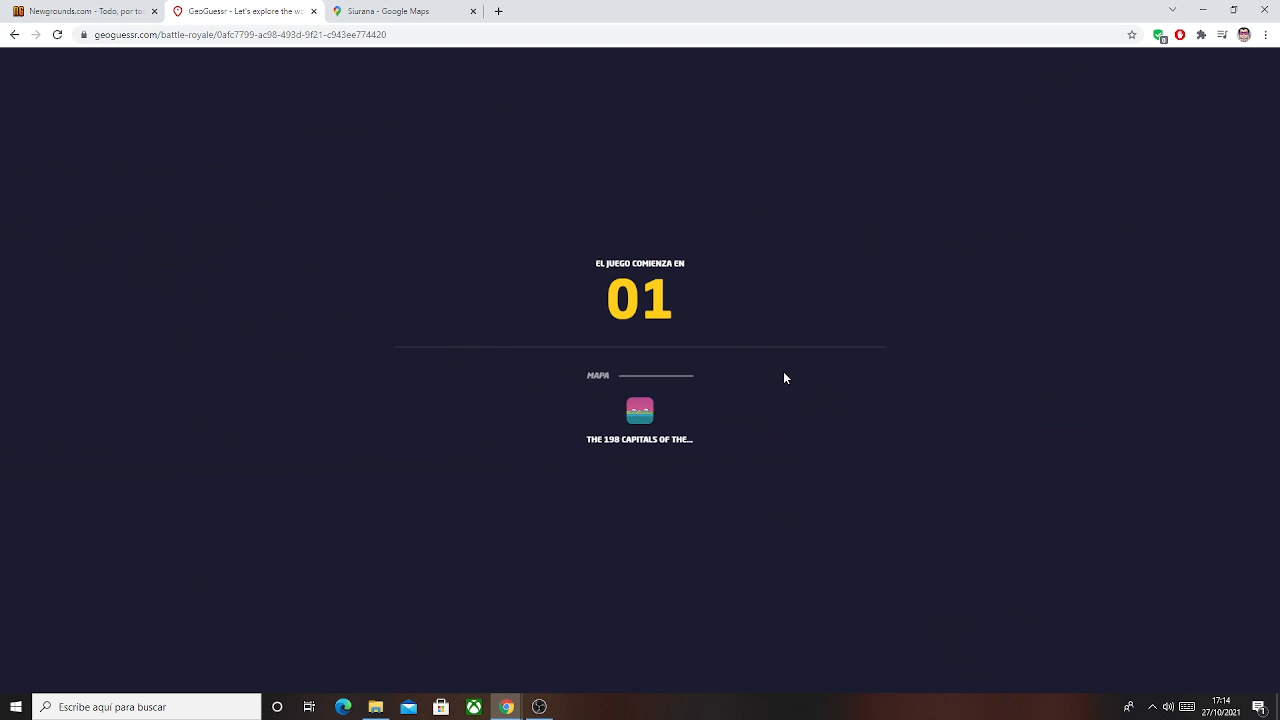 Newgrounds.com - Todo, por to
GeoGuessr - Let's explore the wo
Siurana - Google Maps
geoguessr.com/battle-royale/0afc7799-ac98-493d-9f21-c943ee774420
EL JUEGO COMIENZA EN
01
MAPA
THE 198 CAPITALS OF THE...
Escribe aquí para buscar
17:14
27/10/2021